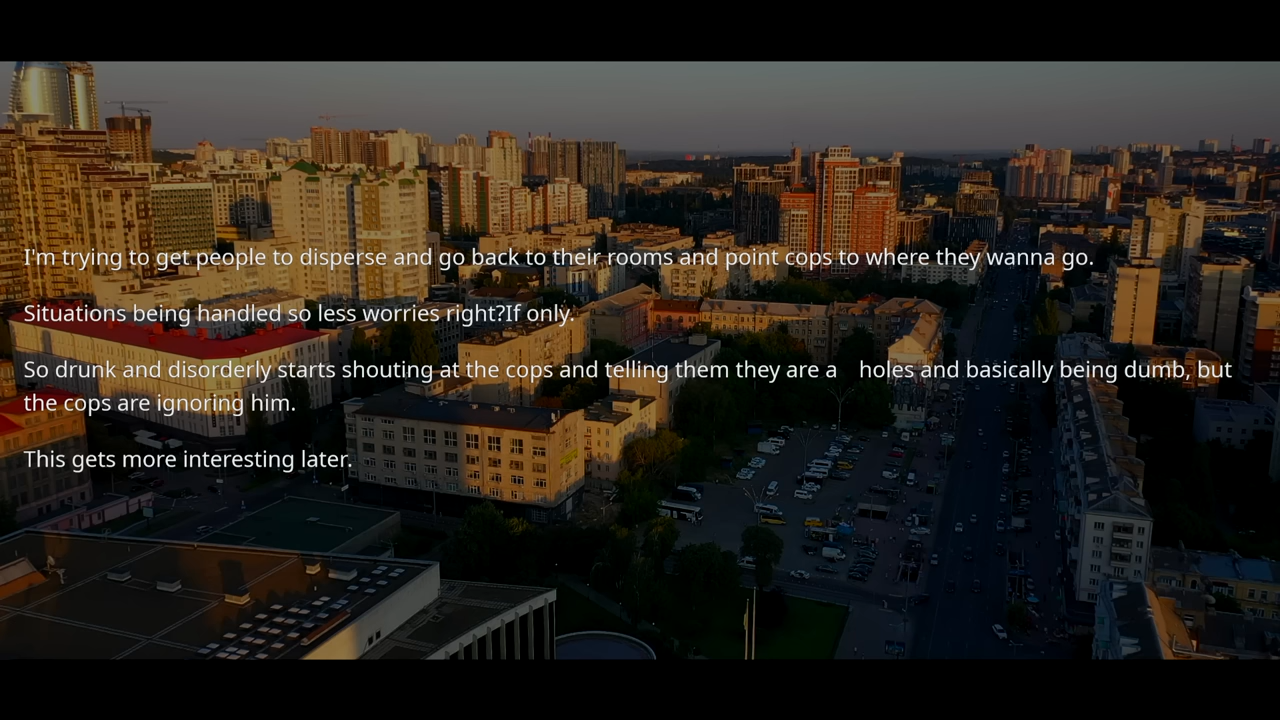 I'm trying to get people to disperse and go back to their rooms and point cops to where they wanna go.
Situations being handled so less worries right?If only.
So drunk and disorderly starts shouting at the cops and telling them they are a   holes and basically being dumb, but
the cops are ignoring him.
This gets more interesting later.